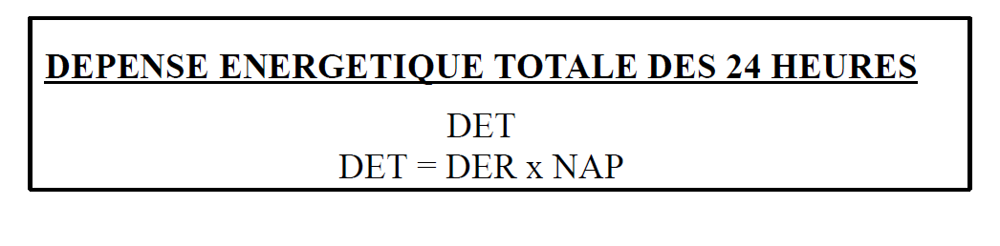 DEPENSE ENERGETIQUE TOTALE DES 24 HEURES
DET
DET = DER x NAP